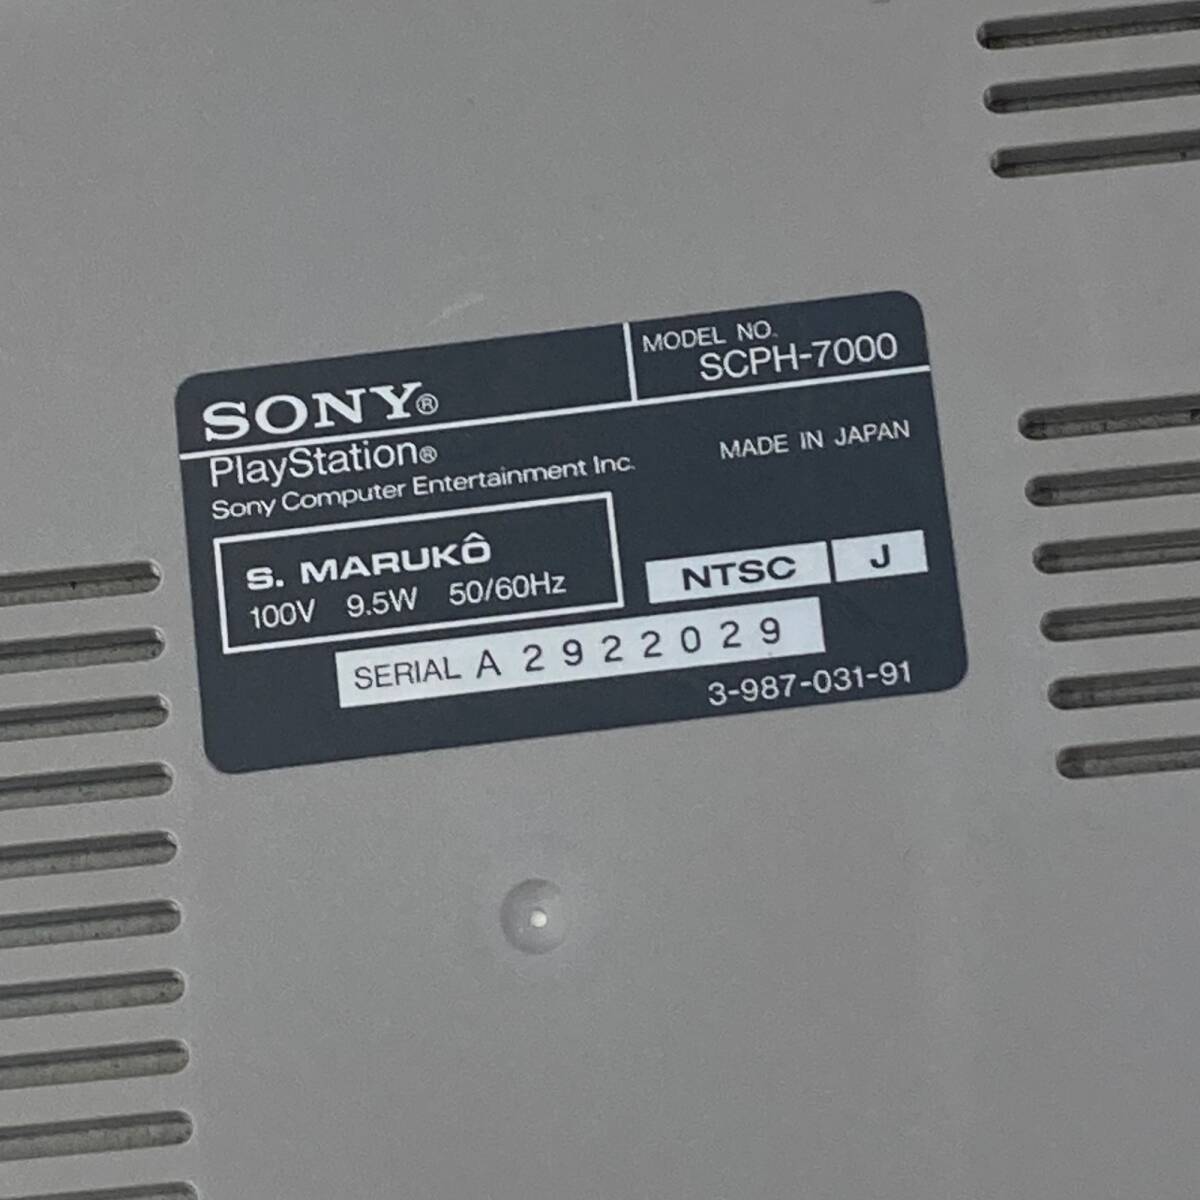 MODEL NO.
SCPH-7000
SONY®
PlayStation®
Sony Computer Entertainment Inc.
MADE IN JAPAN
S. MARUKÔ
100V 9.5W 50/60Hz
NTSC J
SERIAL A 2922029
3-987-031-91